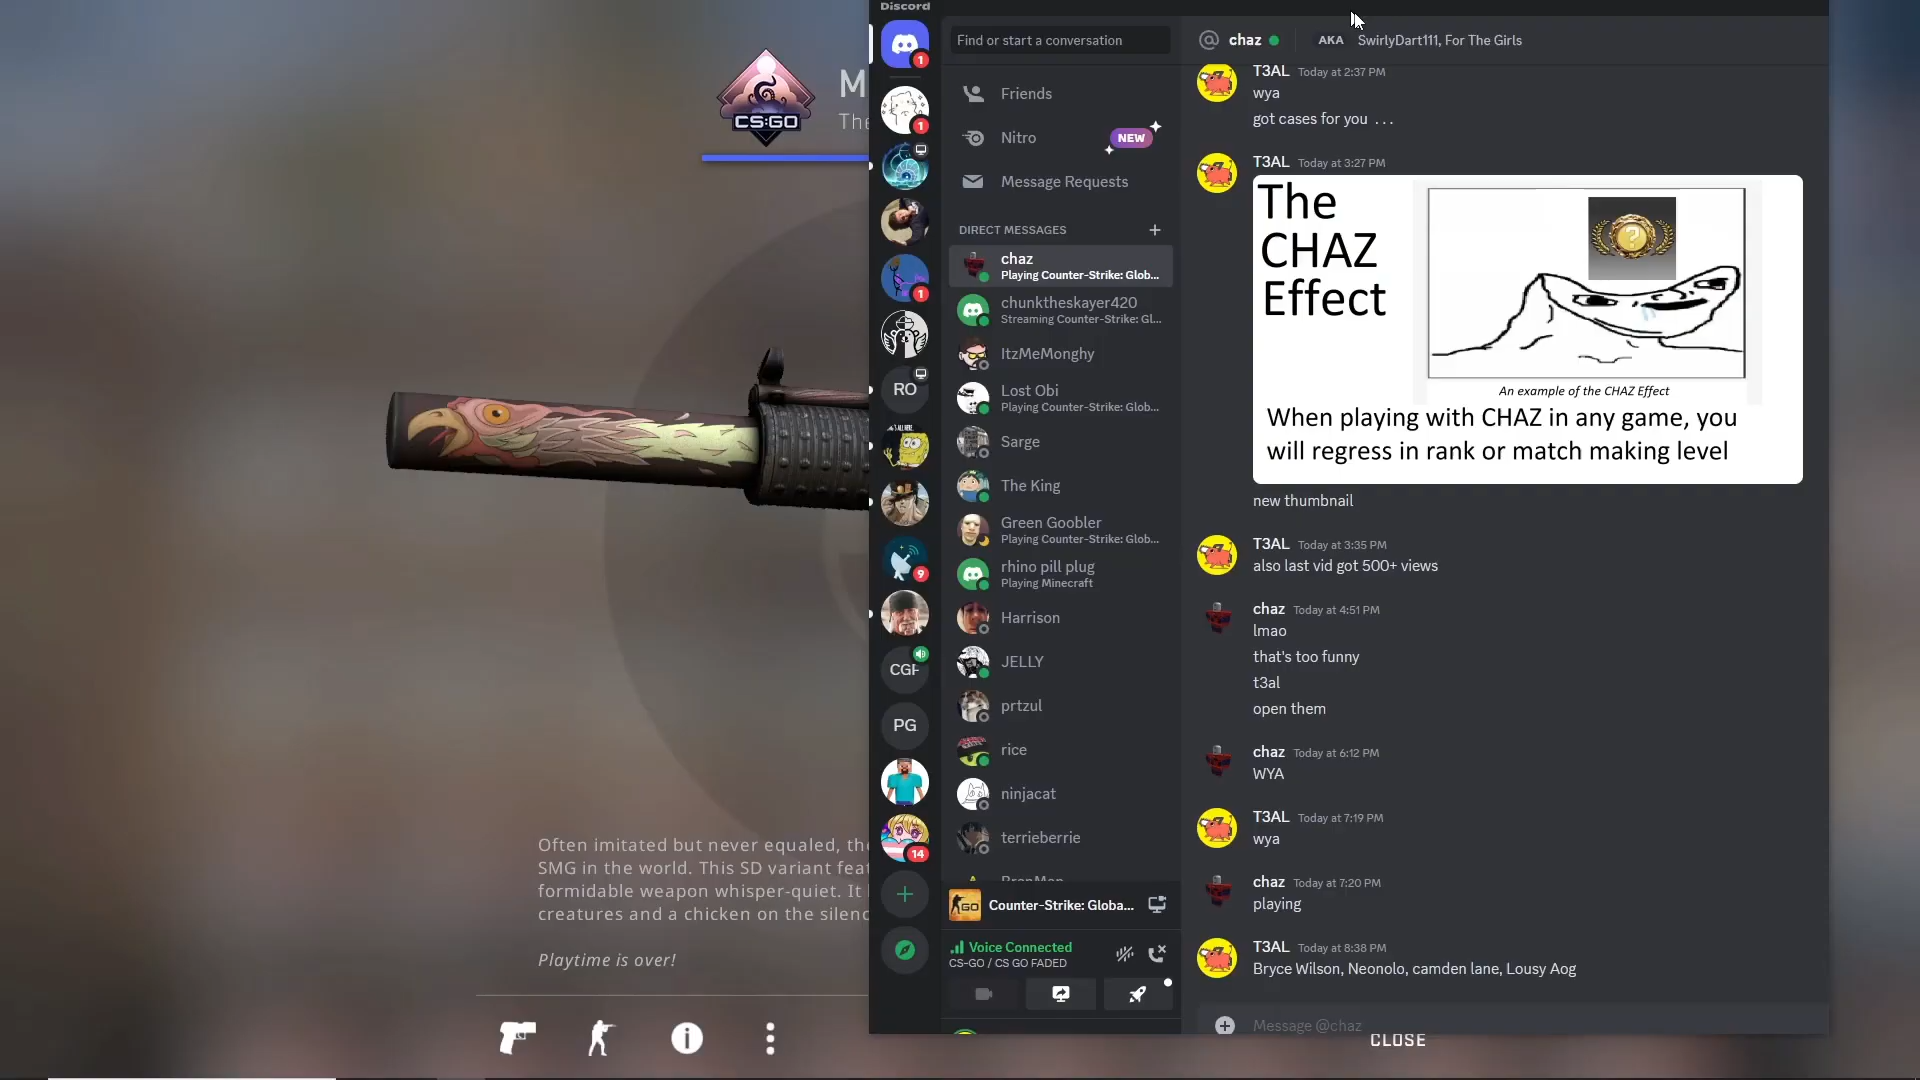 CS:GO
M
The
Often imitated but never equaled, the
SMG in the world. This SD variant feat
formidable weapon whisper-quiet. It
creatures and a chicken on the silenc
Playtime is over!
Discord
1
1
1
RO
9
CGF
PG
14
Find or start a conversation
Friends
Nitro
NEW
Message Requests
DIRECT MESSAGES
chaz
Playing Counter-Strike: Glob...
chunktheskayer420
Streaming Counter-Strike: Gl...
ItzMeMonghy
Lost Obi
Playing Counter-Strike: Glob...
Sarge
The King
Green Goobler
Playing Counter-Strike: Glob...
rhino pill plug
Playing Minecraft
Harrison
JELLY
prtzul
rice
ninjacat
terrieberrie
GO
Counter-Strike: Globa...
Voice Connected
CS-GO / CS GO FADED
@ chaz
AKA SwirlyDart111, For The Girls
T3AL Today at 2:37 PM
wya
got cases for you ...
T3AL Today at 3:27 PM
The
CHAZ
Effect
?
An example of the CHAZ Effect
When playing with CHAZ in any game, you
will regress in rank or match making level
new thumbnail
T3AL Today at 3:35 PM
also last vid got 500+ views
chaz Today at 4:51 PM
lmao
that's too funny
t3al
open them
chaz Today at 6:12 PM
WYA
T3AL Today at 7:19 PM
wya
chaz Today at 7:20 PM
playing
T3AL Today at 8:38 PM
Bryce Wilson, Neonolo, camden lane, Lousy Aog
Message @chaz
CLOSE